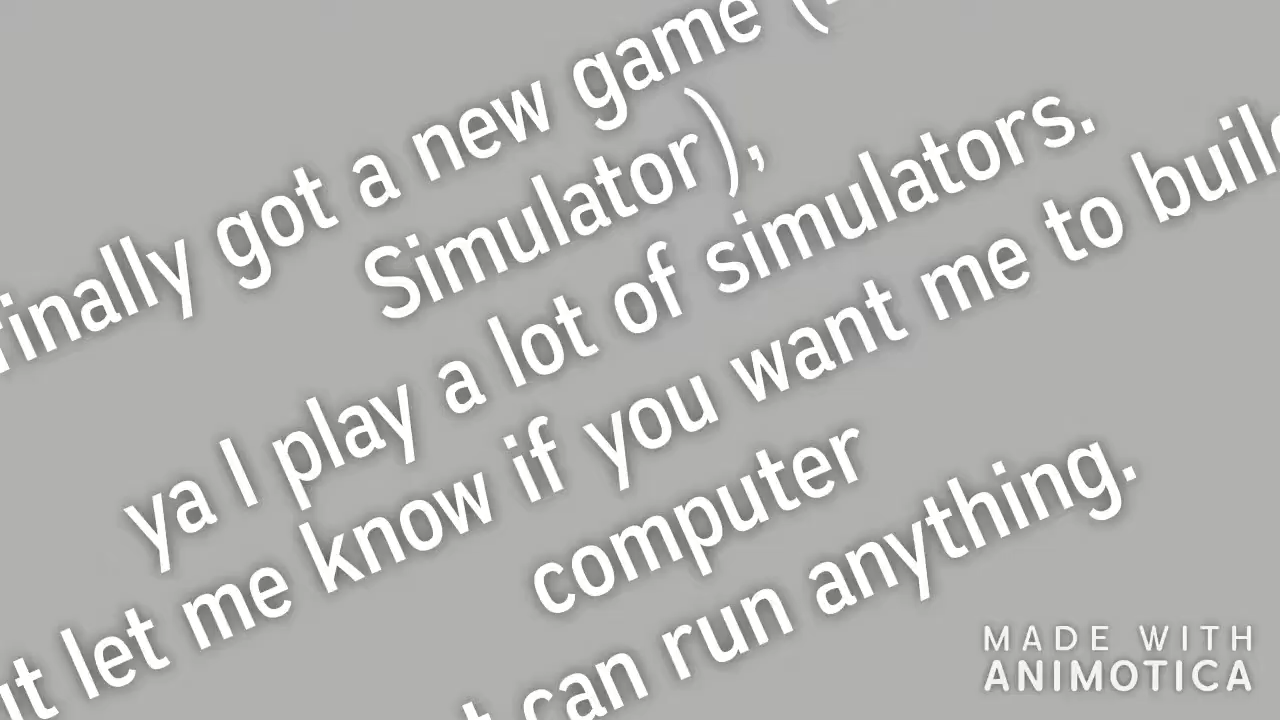 finally got a new game (
Simulator),
ya I play a lot of simulators.
let me know if you want me to build
computer
can run anything.
MADE WITH
ANIMOTICA